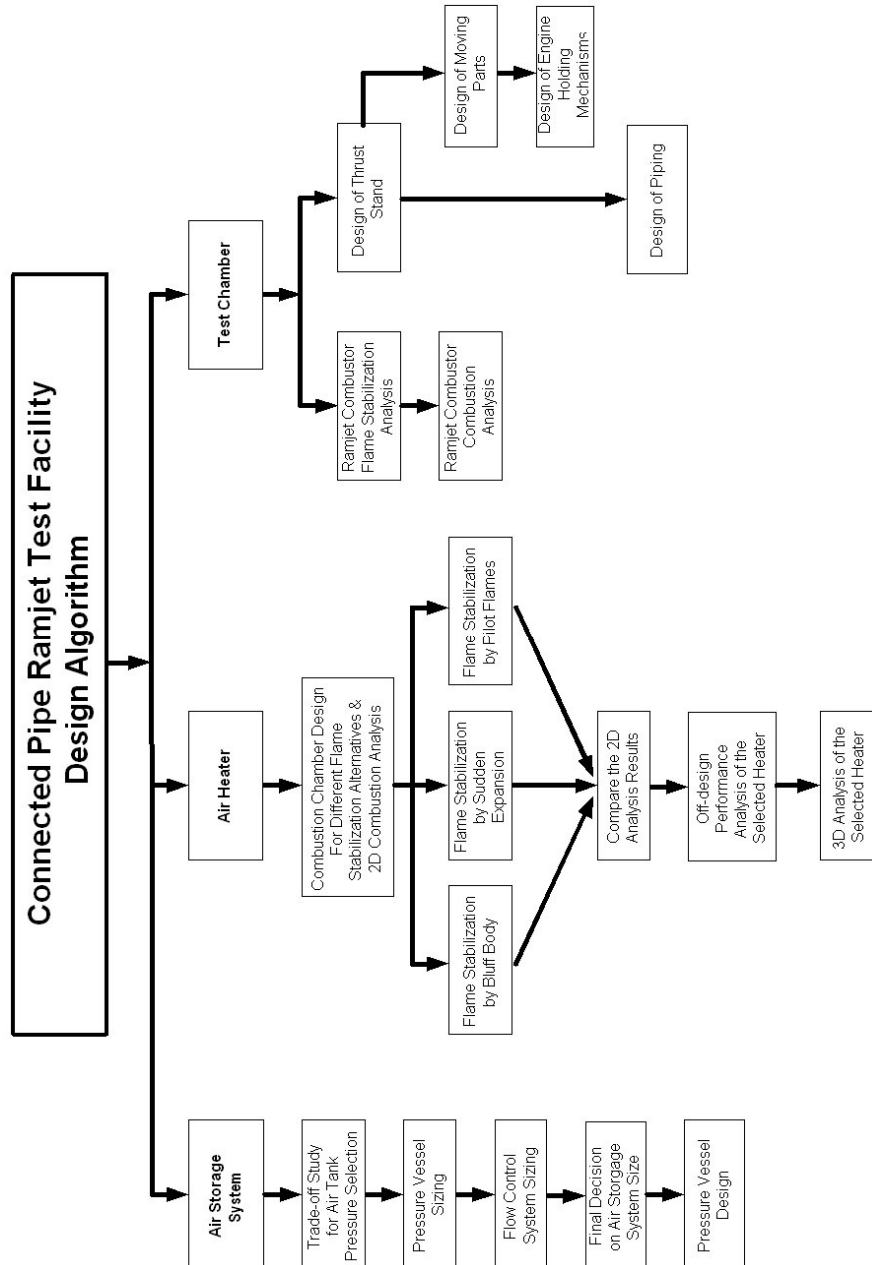 Connected Pipe Ramjet Test Facility
Design Algorithm
Air Storage
System
Trade-off Study
for Air Tank
Pressure Selection
Pressure Vessel
Sizing
Flow Control
System Sizing
Final Decision
on Air Storgage
System Size
Pressure Vessel
Design
Air Heater
Combustion Chamber Design
For Different Flame
Stabilization Alternatives &
2D Combustion Analysis
Flame Stabilization
by Bluff Body
Flame Stabilization
by Sudden
Expansion
Flame Stabilization
by Pilot Flames
Compare the 2D
Analysis Results
Off-design
Performance
Analysis of the
Selected Heater
3D Analysis of the
Selected Heater
Test Chamber
Ramjet Combustor
Flame Stabilization
Analysis
Ramjet Combustor
Combustion
Analysis
Design of Thrust
Stand
Design of Moving
Parts
Design of Engine
Holding
Mechanisms
Design of Piping